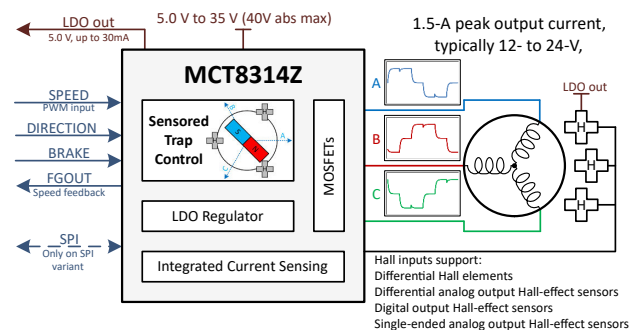 LDO out
5.0 V, up to 30mA
5.0 V to 35 V (40V abs max)
1.5-A peak output current,
typically 12- to 24-V,
MCT8314Z
SPEED
PWM input
DIRECTION
BRAKE
FGOUT
Speed feedback
SPI
Only on SPI
variant
Sensored
Trap
Control
B
A
C
S
N
H
H
H
MOSFETs
LDO Regulator
Integrated Current Sensing
A
B
C
LDO out
H
H
H
Hall inputs support:
Differential Hall elements
Differential analog output Hall-effect sensors
Digital output Hall-effect sensors
Single-ended analog output Hall-effect sensors